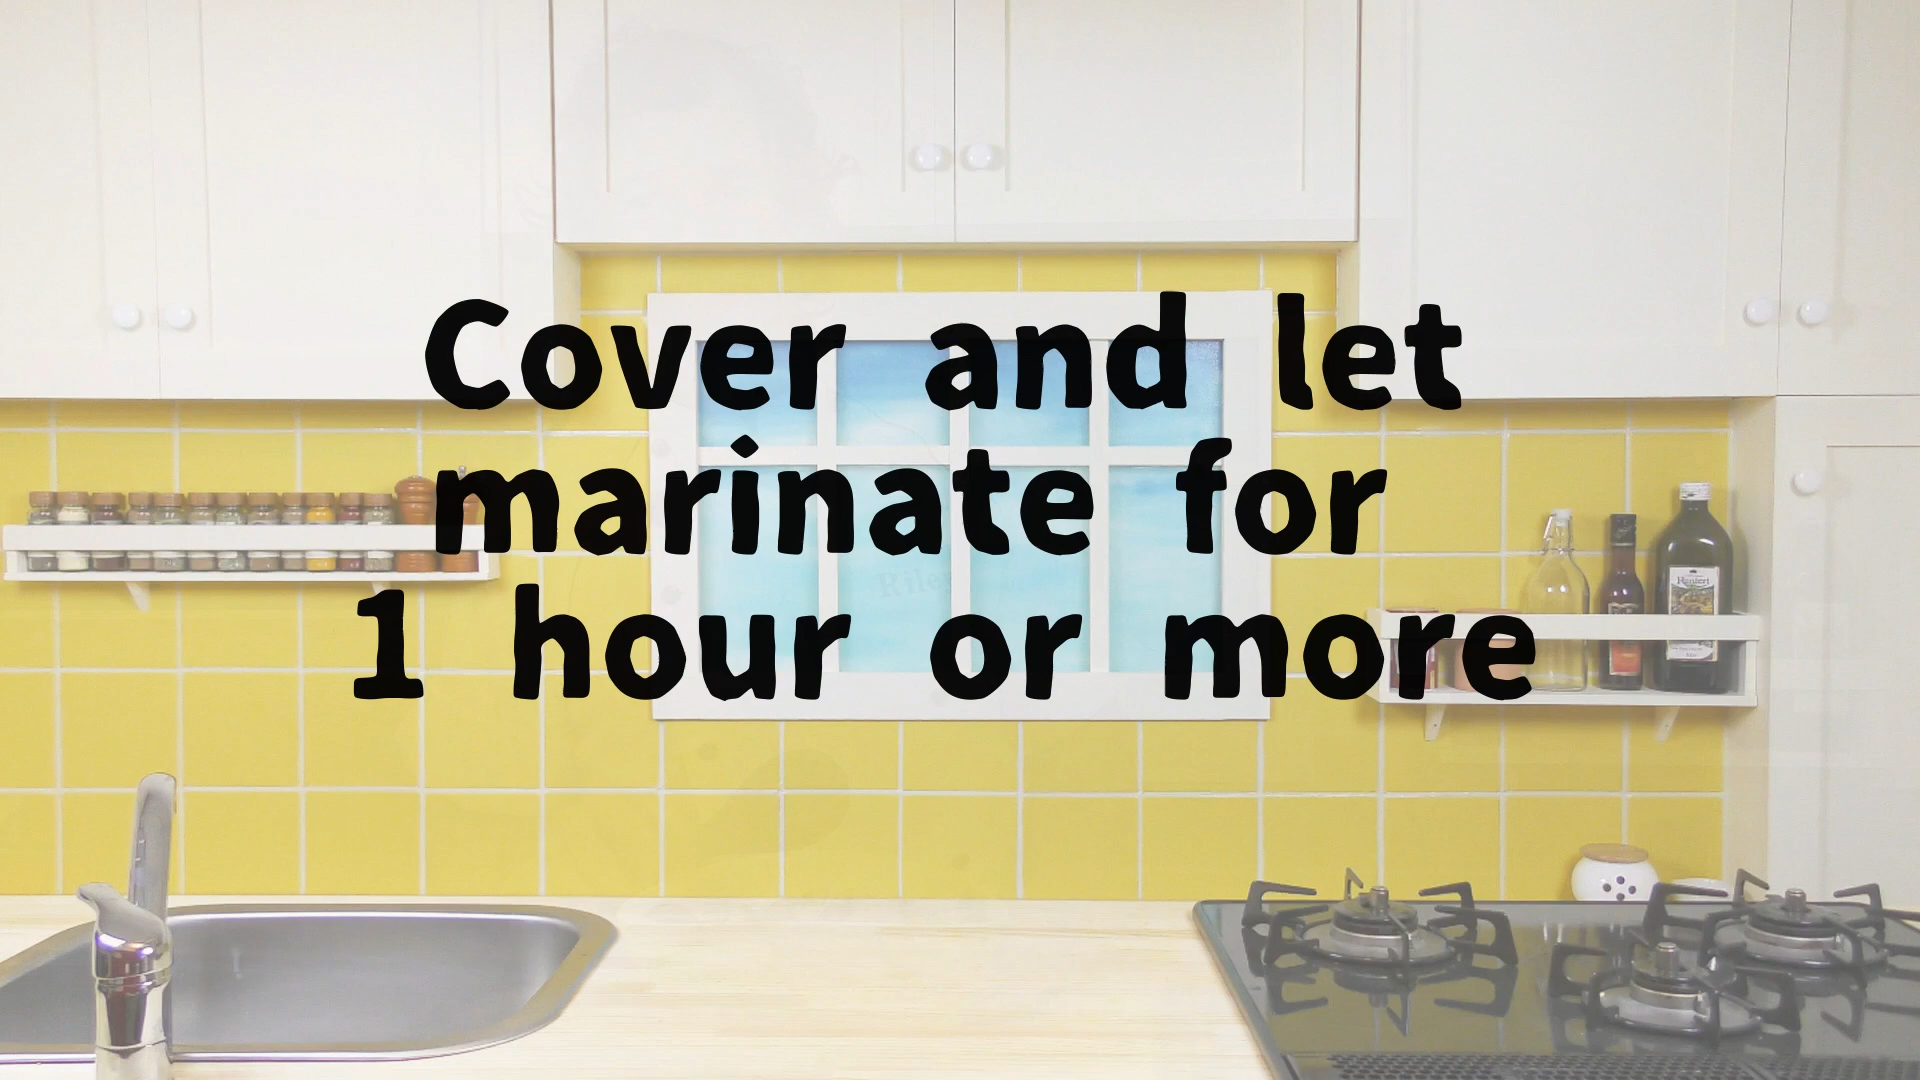 Cover and let
marinate for
1 hour or more